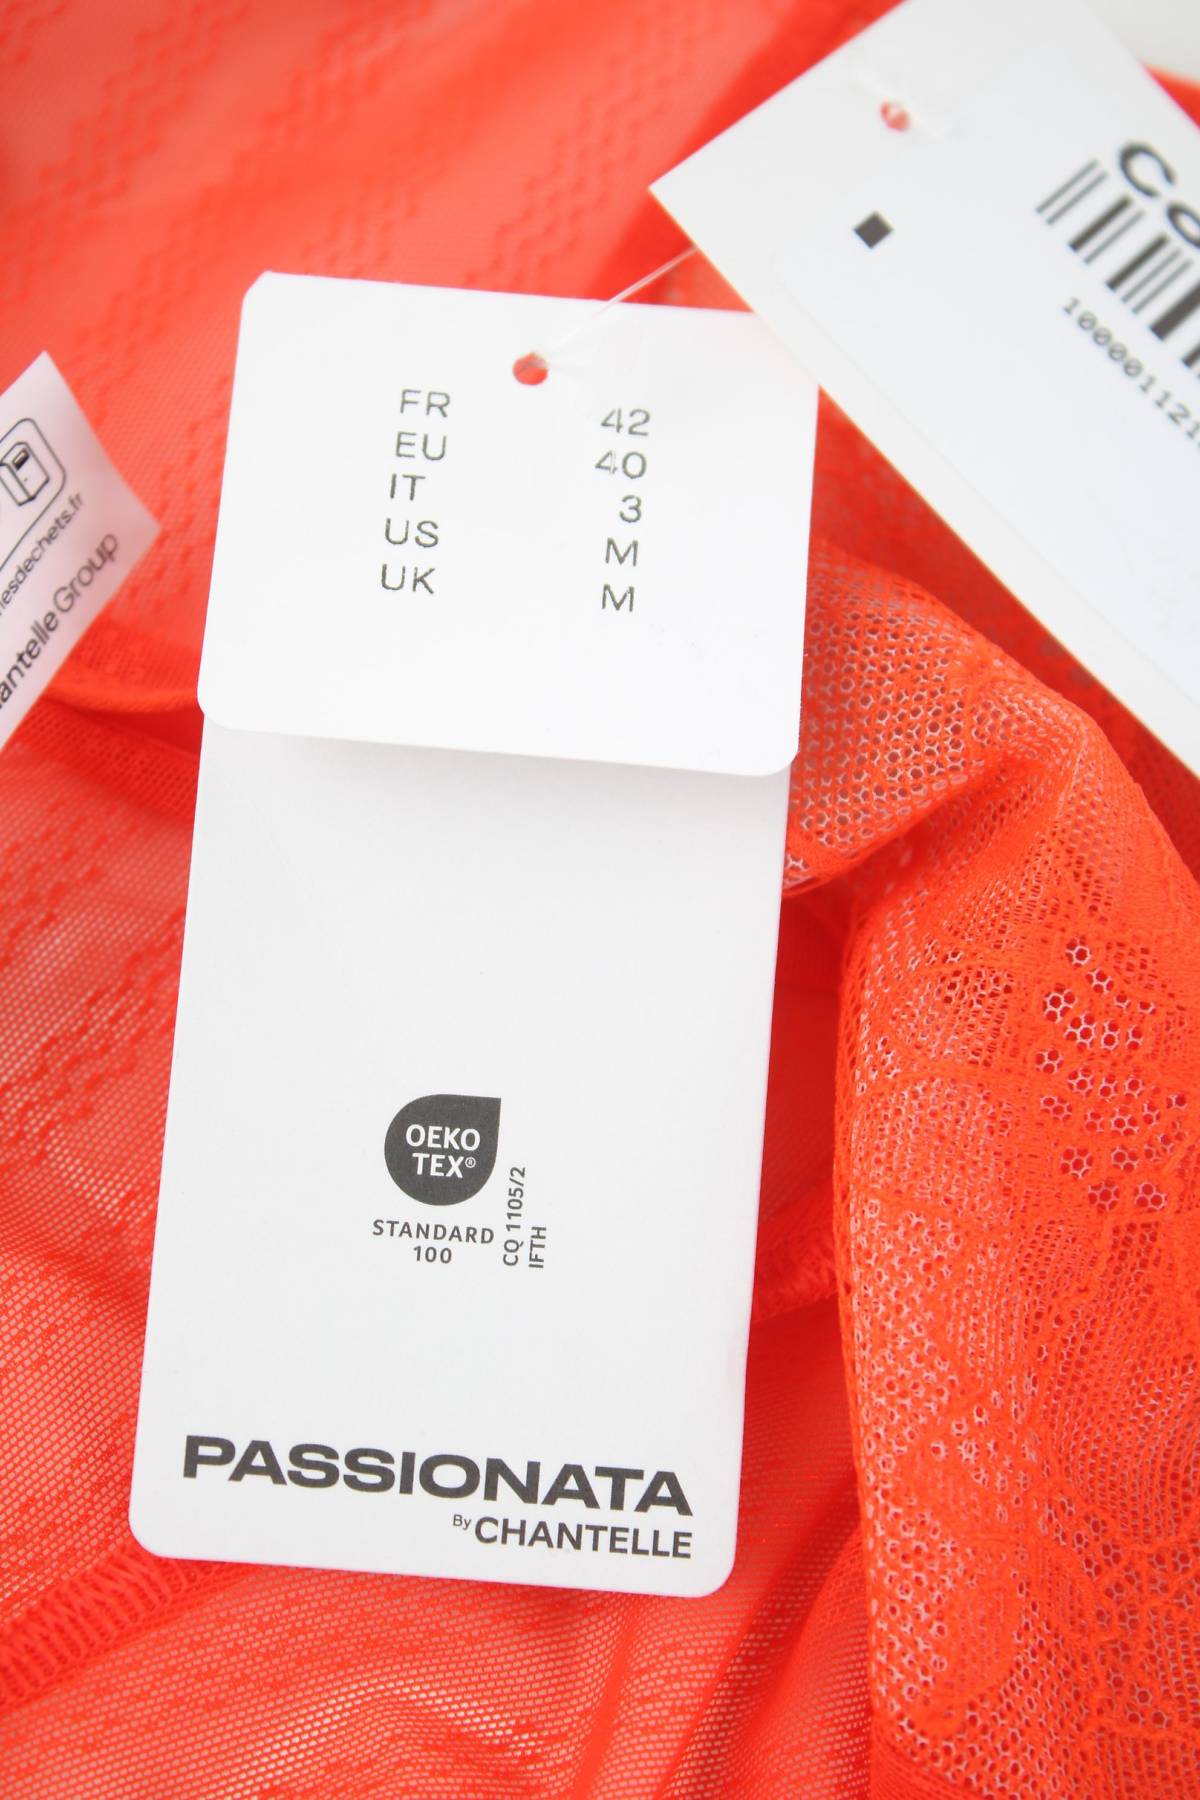 FR 42
EU 40
IT 3
US M
UK M
OEKO
TEX®
STANDARD
100
CQ 1105/2
IFTH
PASSIONATA
By CHANTELLE
Group